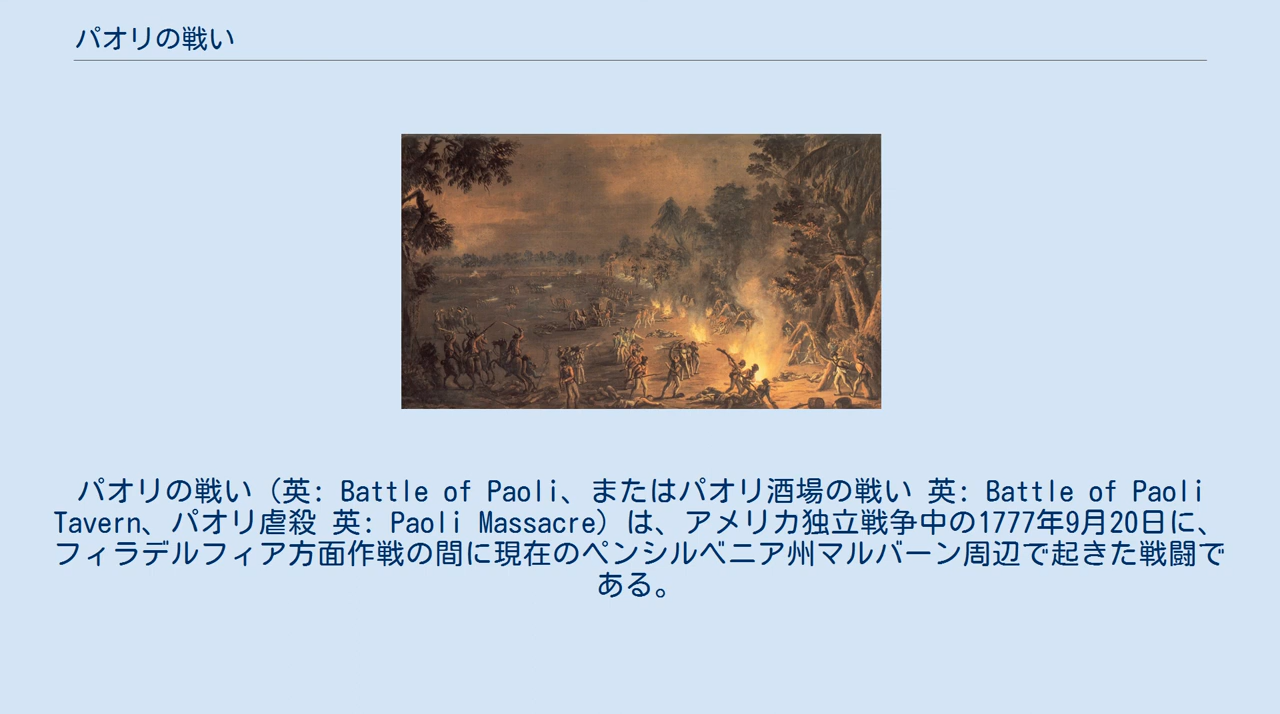 パオリの戦い
パオリの戦い（英: Battle of Paoli、またはパオリ酒場の戦い 英: Battle of Paoli
Tavern、パオリ虐殺 英: Paoli Massacre）は、アメリカ独立戦争中の1777年9月20日に、
フィラデルフィア方面作戦の間に現在のペンシルベニア州マルバーン周辺で起きた戦闘で
ある。